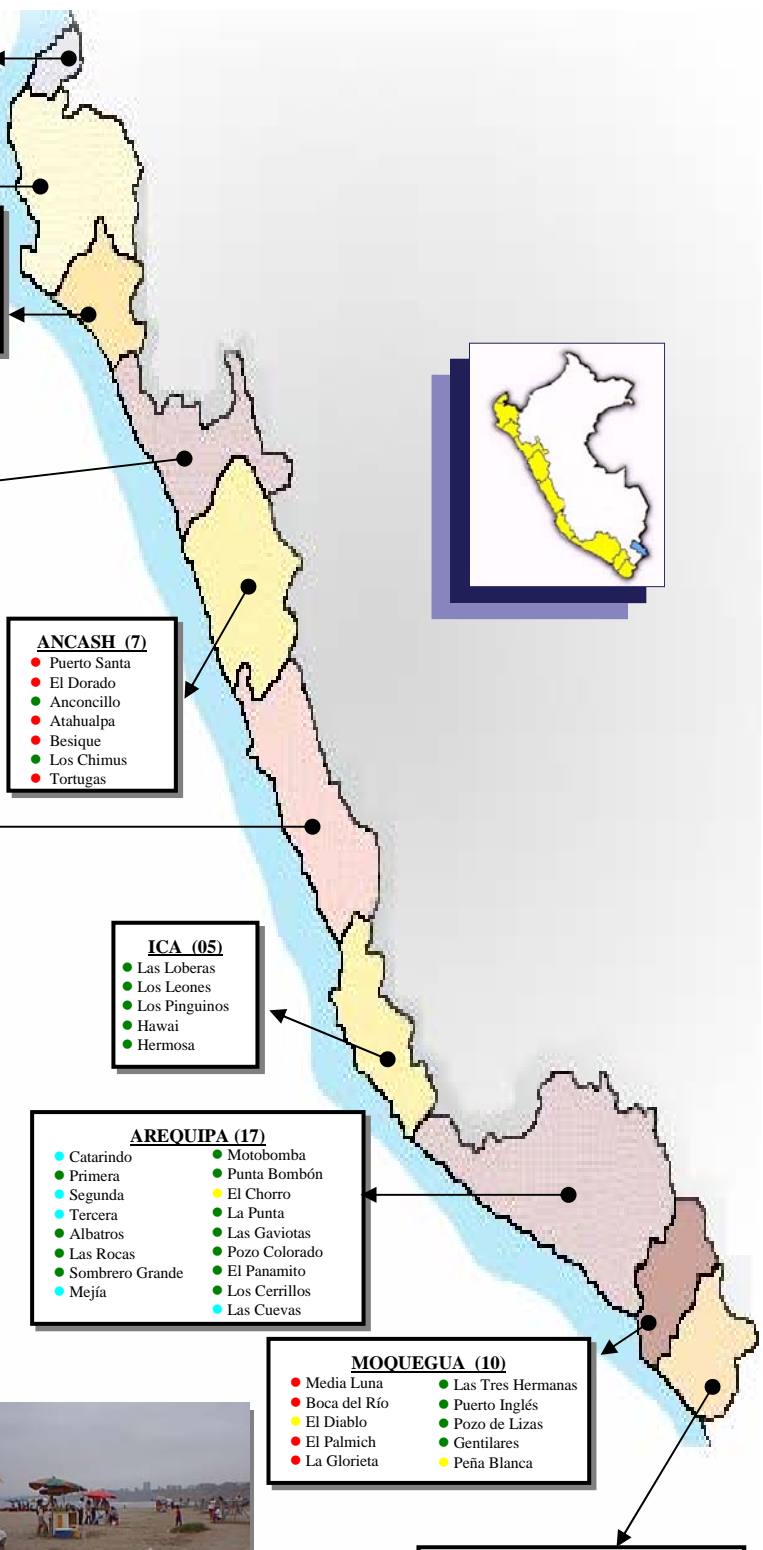 ANCASH (7)
Puerto Santa
El Dorado
Anconcillo
Atahualpa
Besique
Los Chimus
Tortugas
ICA (05)
Las Loberas
Los Leones
Los Pinguinos
Hawai
Hermosa
AREQUIPA (17)
Catarindo
Primera
Segunda
Tercera
Albatros
Las Rocas
Sombrero Grande
Mejía
Motobomba
Punta Bombón
El Chorro
La Punta
Las Gaviotas
Pozo Colorado
El Panamito
Los Cerrillos
Las Cuevas
MOQUEGUA (10)
Media Luna
Boca del Río
El Diablo
El Palmich
La Glorieta
Las Tres Hermanas
Puerto Inglés
Pozo de Lizas
Gentilares
Peña Blanca